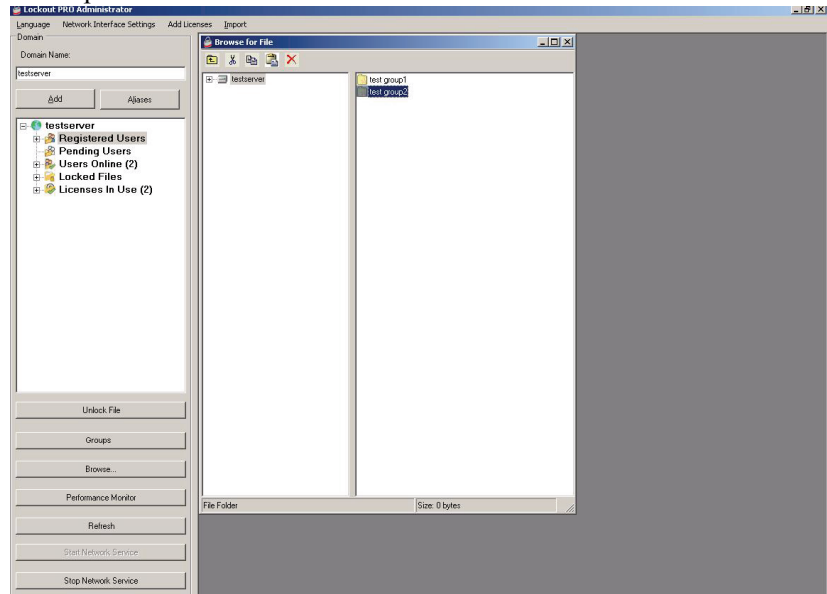 Lockout PRO Administrator
Language Network Interface Settings Add Licenses Import
Domain
Domain Name:
testserver
Add Aliases
testserver
Registered Users
Pending Users
Users Online (2)
Locked Files
Licenses In Use (2)
Unlock File
Groups
Browse...
Performance Monitor
Refresh
Start Network Service
Stop Network Service
Browse for File
testserver
test group1
test group2
File Folder Size: 0 bytes